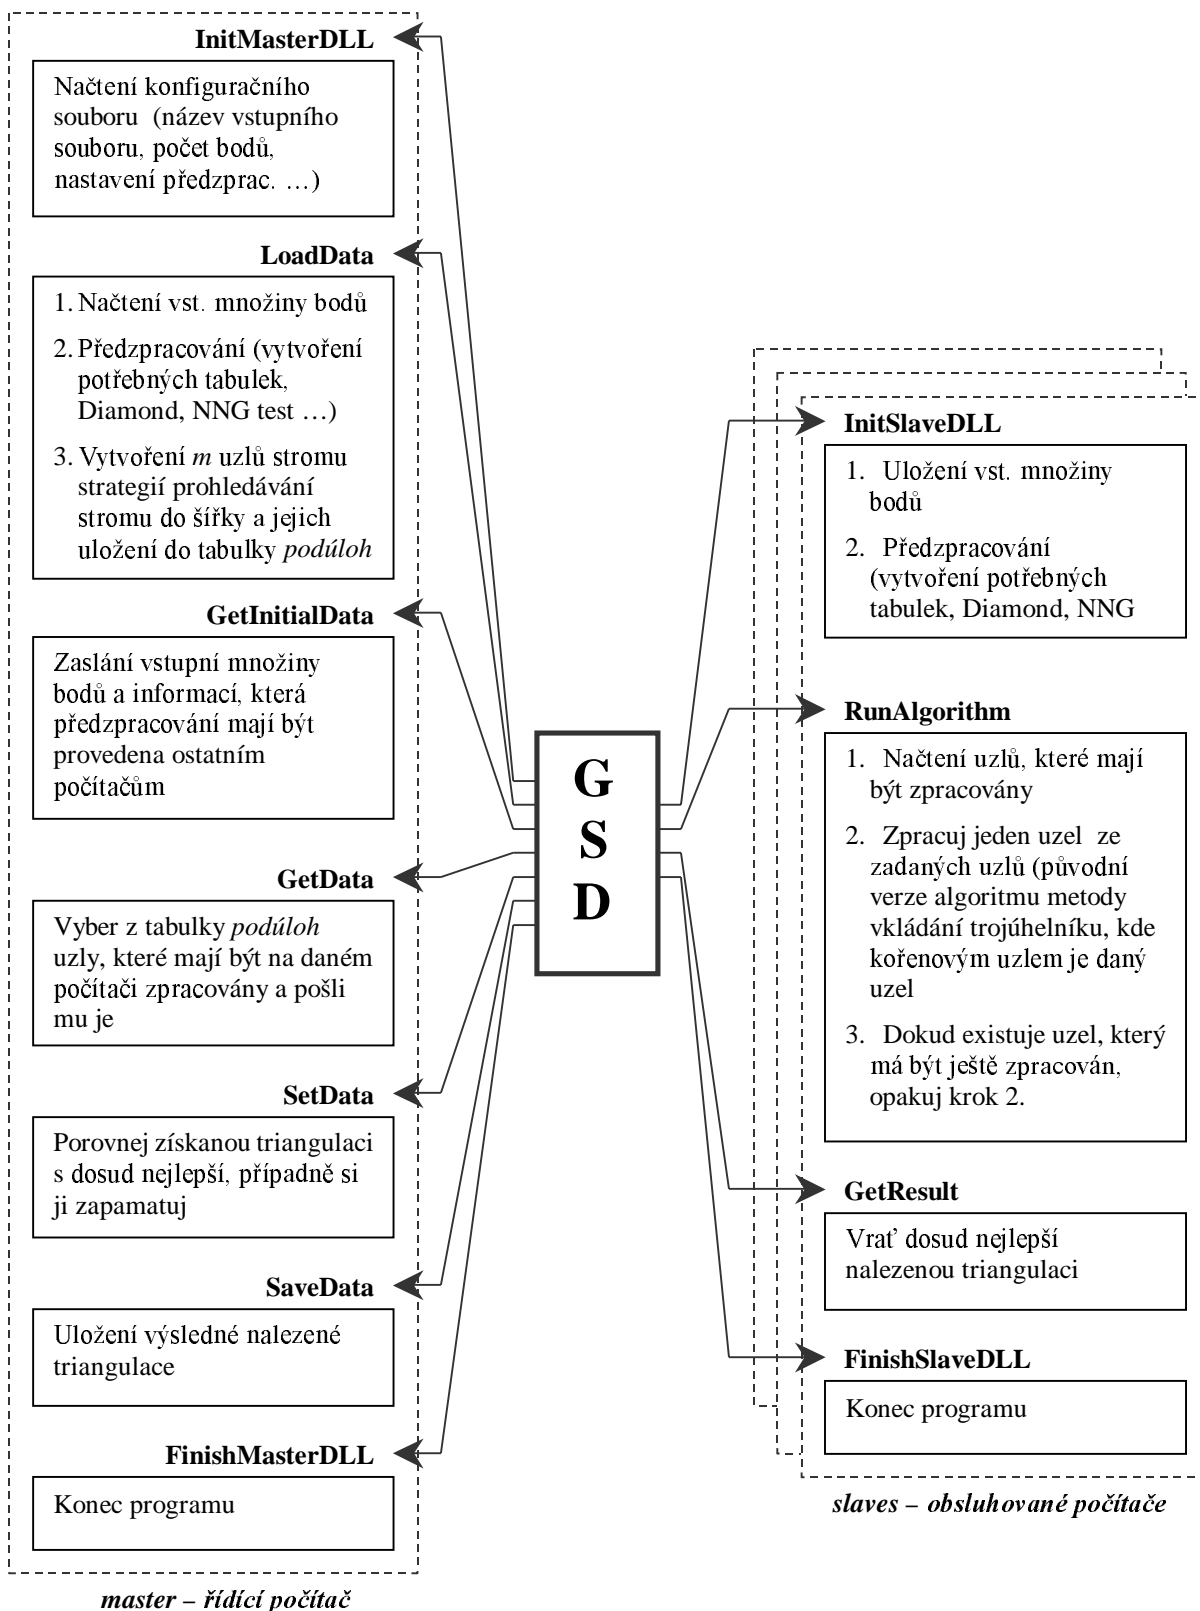 InitMasterDLL
Načtení konfiguračního
souboru (název vstupního
souboru, počet bodů,
nastavení předzprac. …)
LoadData
1. Načtení vst. množiny bodů
2. Předzpracování (vytvoření
potřebných tabulek,
Diamond, NNG test …)
3. Vytvoření m uzlů stromu
strategií prohledávání
stromu do šířky a jejich
uložení do tabulky podúloh
GetInitialData
Zaslání vstupní množiny
bodů a informací, která
předzpracování mají být
provedena ostatním
počítačům
GetData
Vyber z tabulky podúloh
uzly, které mají být na daném
počítači zpracovány a pošli
mu je
SetData
Porovnej získanou triangulaci
s dosud nejlepší, případně si
ji zapamatuj
SaveData
Uložení výsledné nalezené
triangulace
FinishMasterDLL
Konec programu
master – řídící počítač
G
S
D
InitSlaveDLL
1. Uložení vst. množiny
bodů
2. Předzpracování
(vytvoření potřebných
tabulek, Diamond, NNG
RunAlgorithm
1. Načtení uzlů, které mají
být zpracovány
2. Zpracuj jeden uzel ze
zadaných uzlů (původní
verze algoritmu metody
vkládání trojúhelníku, kde
kořenovým uzlem je daný
uzel
3. Dokud existuje uzel, který
má být ještě zpracován,
opakuj krok 2.
GetResult
Vrať dosud nejlepší
nalezenou triangulaci
FinishSlaveDLL
Konec programu
slaves – obsluhované počítače